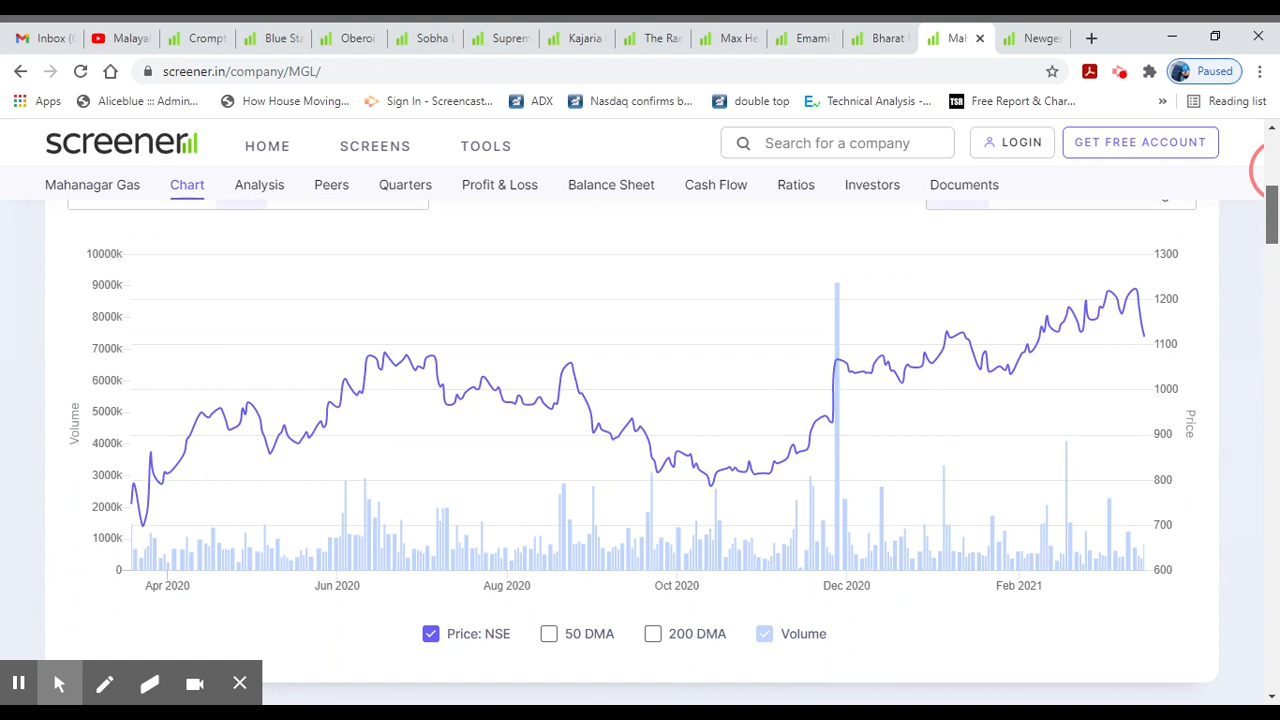 Inbox (6
Malayal
Crompt
Blue Sta
Oberoi
Sobha
Suprem
Kajaria
The Ra
Max He
Emami
Bharat
Mah
Newge
screener.in/company/MGL/
Paused
Apps
Aliceblue ::: Admin...
How House Moving...
Sign In - Screencast...
ADX
Nasdaq confirms b...
double top
Technical Analysis -...
TSR
Free Report & Char...
»
Reading list
screener
HOME
SCREENS
TOOLS
Search for a company
LOGIN
GET FREE ACCOUNT
Mahanagar Gas
Chart
Analysis
Peers
Quarters
Profit & Loss
Balance Sheet
Cash Flow
Ratios
Investors
Documents
10000k
1300
9000k
1200
8000k
7000k
1100
6000k
1000
5000k
Volume
Price
4000k
900
3000k
800
2000k
700
1000k
0
600
Apr 2020
Jun 2020
Aug 2020
Oct 2020
Dec 2020
Feb 2021
Price: NSE
50 DMA
200 DMA
Volume